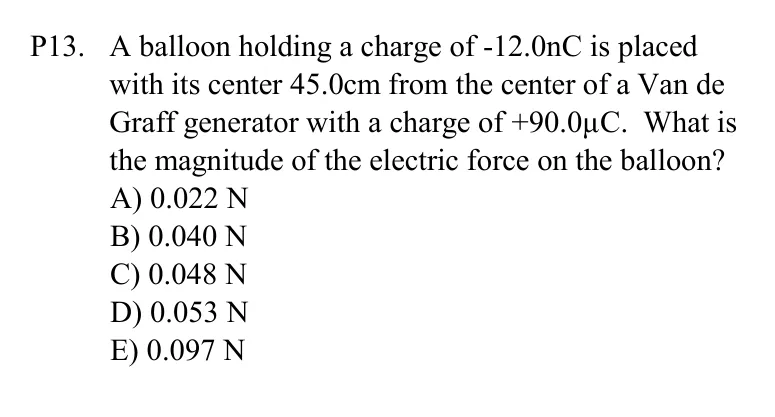 P13. A balloon holding a charge of -12.0nC is placed
with its center 45.0cm from the center of a Van de
Graff generator with a charge of +90.0μC. What is
the magnitude of the electric force on the balloon?
A) 0.022 N
B) 0.040 N
C) 0.048 N
D) 0.053 N
E) 0.097 N